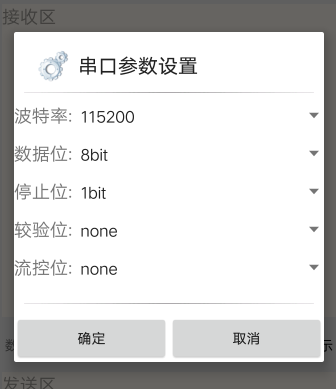 接收区
串口参数设置
波特率: 115200
数据位: 8bit
停止位: 1bit
较验位: none
流控位: none
确定 取消
示
发送区